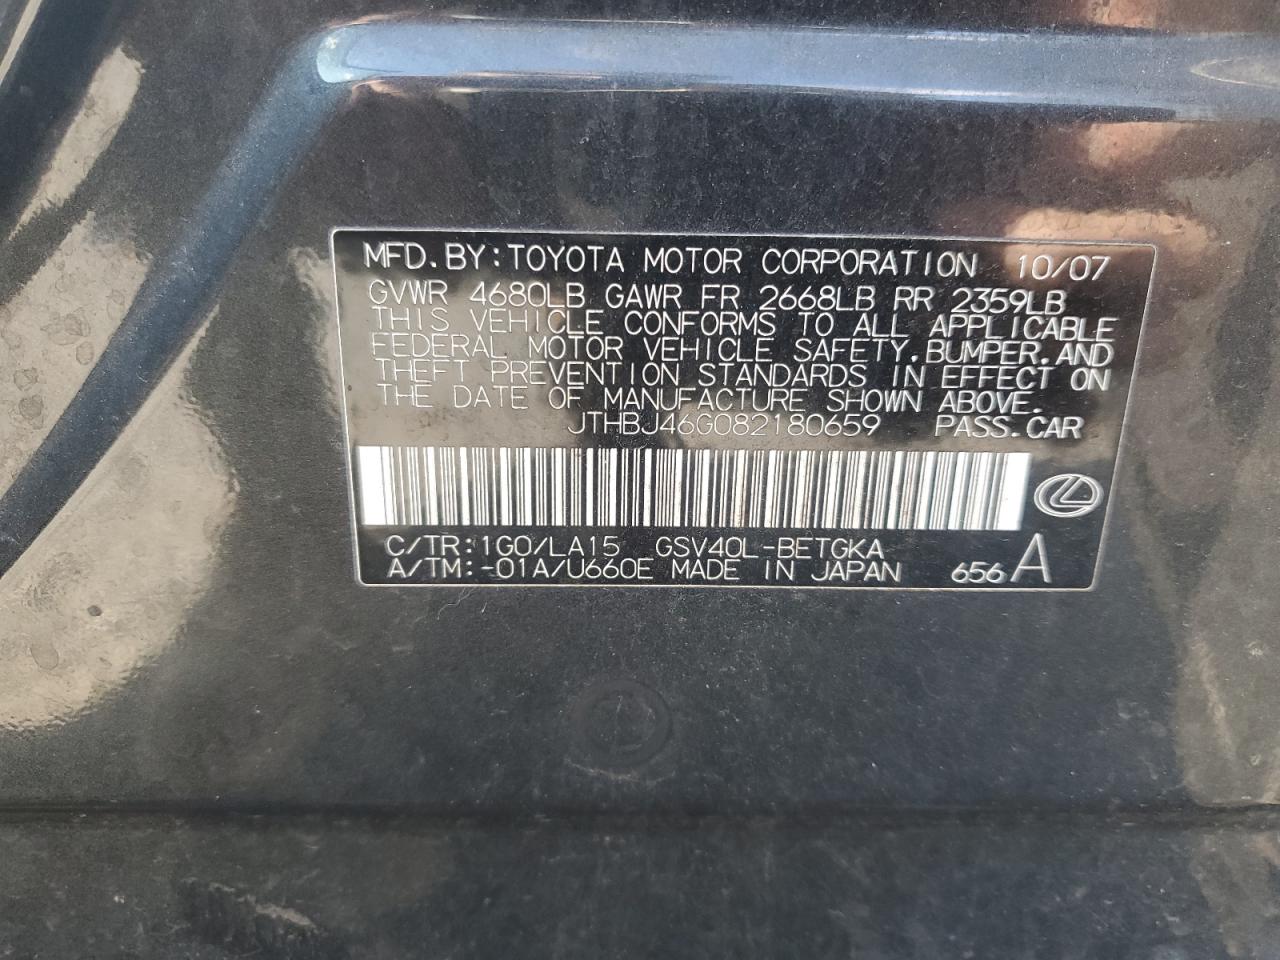 MFD. BY: TOYOTA MOTOR CORPORATION 10/07
GVWR 4680LB GAWR FR 2668LB RR 2359LB
THIS VEHICLE CONFORMS TO ALL APPLICABLE
FEDERAL MOTOR VEHICLE SAFETY, BUMPER, AND
THEFT PREVENTION STANDARDS IN EFFECT ON
THE DATE OF MANUFACTURE SHOWN ABOVE.
JTHBJ46G082180659 PASS. CAR
C/TR: 1G0/LA15 GSV40L-BETGKA
A/TM: -01A/U660E MADE IN JAPAN 656 A